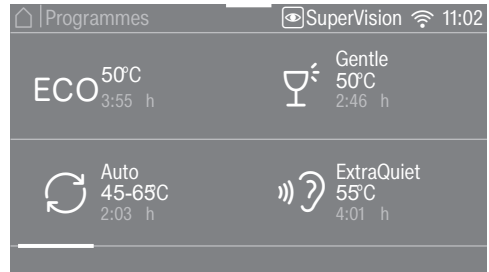 Programmes
SuperVision 11:02
ECO 50°C
3:55 h
Gentle
50°C
2:46 h
Auto
45-65°C
2:03 h
ExtraQuiet
55°C
4:01 h